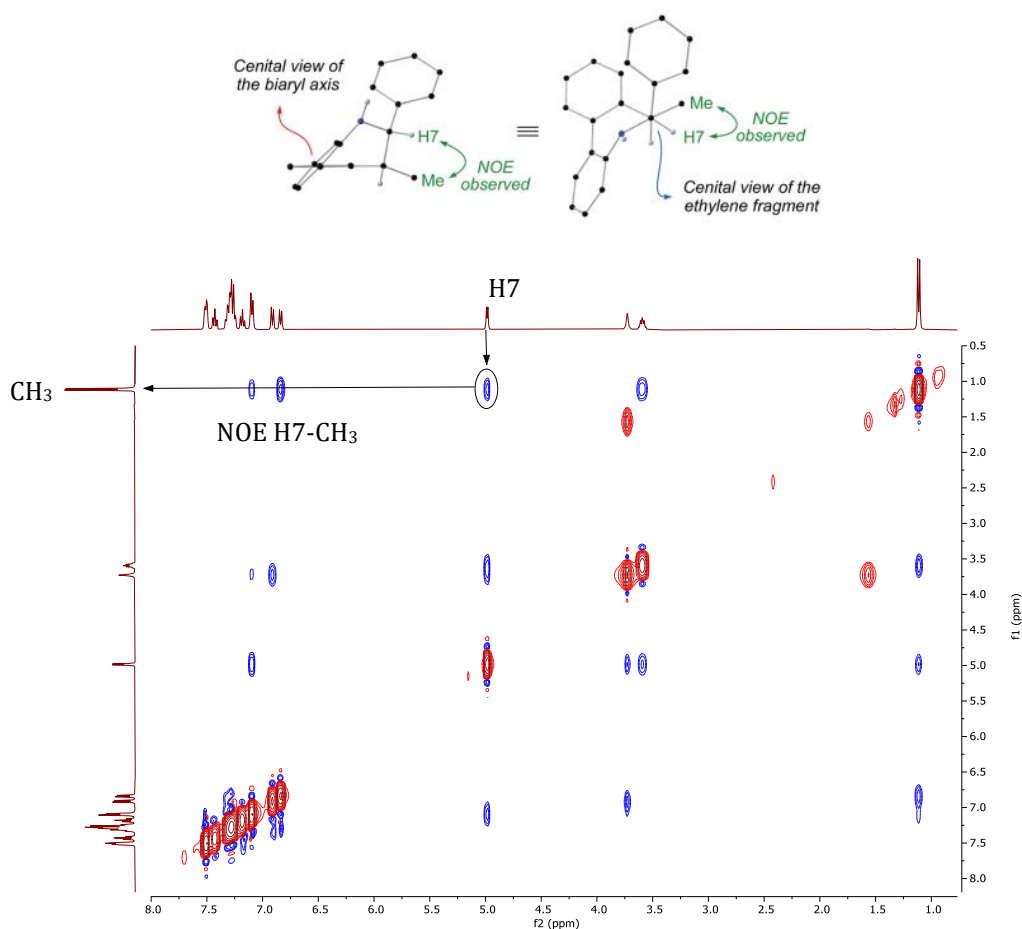 Cenital view of
the biaryl axis
H7
NOE
observed
Me
≡
Me
H7
NOE
observed
Cenital view of the
ethylene fragment
H7
CH₃
NOE H7-CH₃
0.5
1.0
1.5
2.0
2.5
3.0
3.5
4.0
4.5
5.0
5.5
6.0
6.5
7.0
7.5
8.0
f1 (ppm)
8.0 7.5 7.0 6.5 6.0 5.5 5.0 4.5 4.0 3.5 3.0 2.5 2.0 1.5 1.0
f2 (ppm)